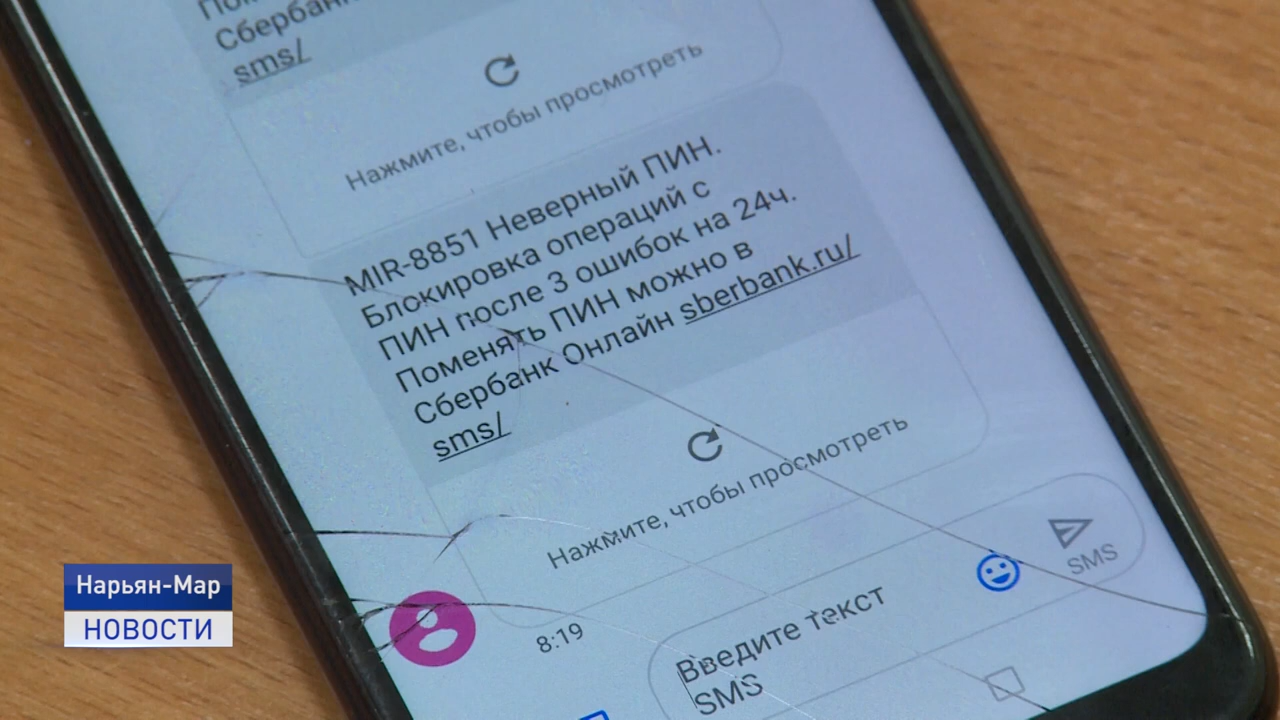 Сбербанк
sms/
Нажмите, чтобы просмотреть
MIR-8851 Неверный ПИН.
Блокировка операций с
ПИН после 3 ошибок на 24ч.
Поменять ПИН можно в
Сбербанк Онлайн sberbank.ru/
sms/
Нажмите, чтобы просмотреть
8:19
Введите текст
SMS
SMS
Нарьян-Мар
НОВОСТИ